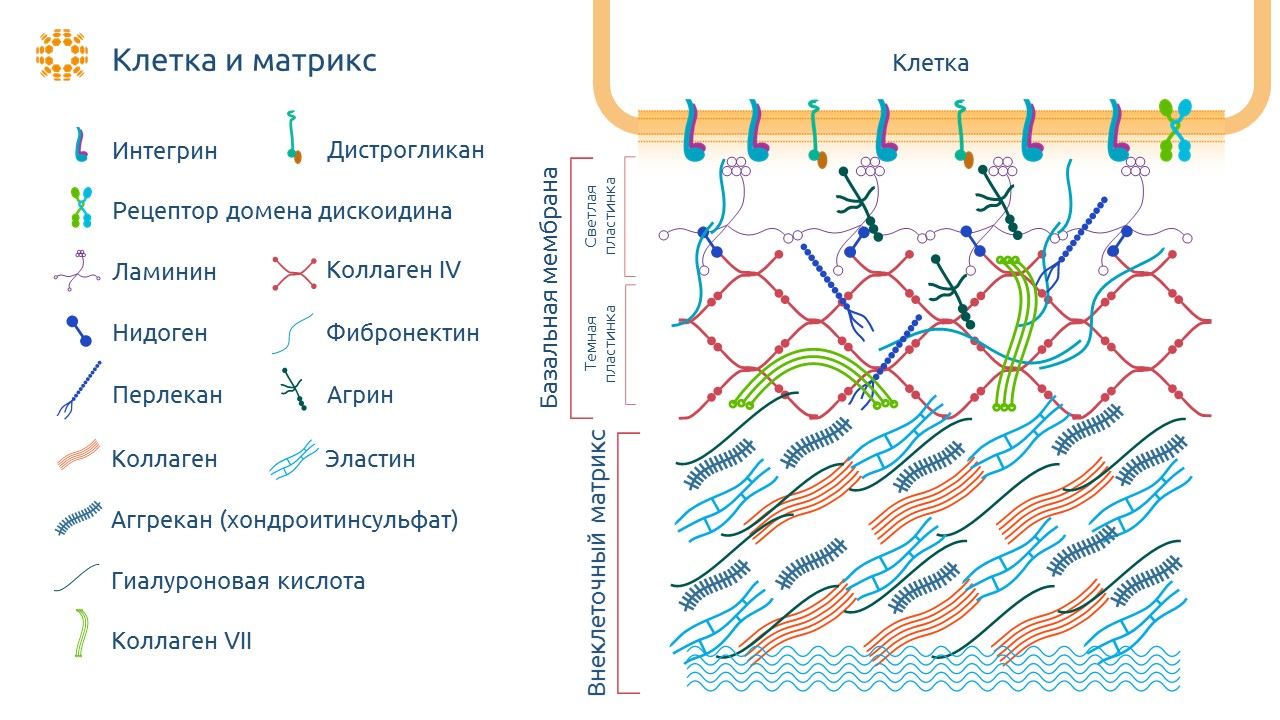 Клетка и матрикс
Интегрин
Дистрогликан
Рецептор домена дискоидина
Ламинин
Коллаген IV
Нидоген
Фибронектин
Перлекан
Агрин
Коллаген
Эластин
Аггрекан (хондроитинсульфат)
Гиалуроновая кислота
Коллаген VII
Клетка
Базальная мембрана
Светлая
пластинка
Темная
пластинка
Внеклеточный матрикс